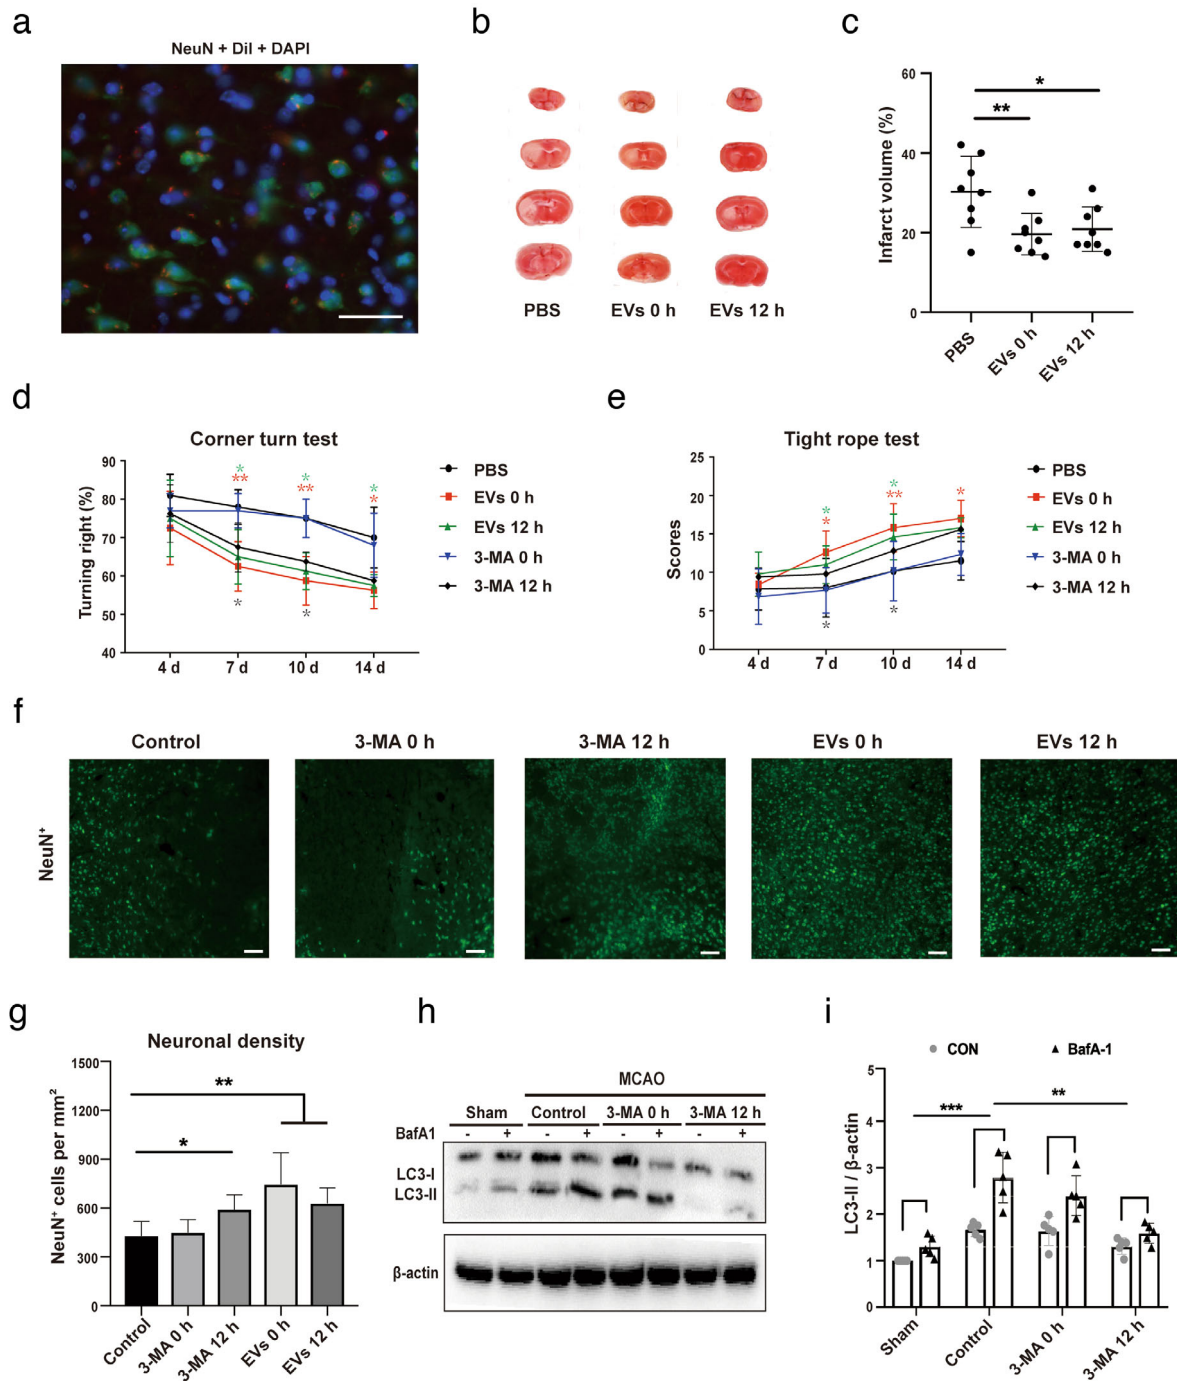 a
NeuN + Dil + DAPI
b
PBS
EVs 0 h
EVs 12 h
c
Infarct volume (%)
60
40
20
0
*
**
PBS
EVs 0 h
EVs 12 h
d
Corner turn test
Turning right (%)
90
80
70
60
50
40
*
**
*
**
*
*
*
*
4 d
7 d
10 d
14 d
PBS
EVs 0 h
EVs 12 h
3-MA 0 h
3-MA 12 h
e
Tight rope test
Scores
25
20
15
10
5
0
*
*
*
**
*
*
*
4 d
7 d
10 d
14 d
PBS
EVs 0 h
EVs 12 h
3-MA 0 h
3-MA 12 h
f
Control
3-MA 0 h
3-MA 12 h
EVs 0 h
EVs 12 h
NeuN⁺
g
Neuronal density
NeuN⁺ cells per mm²
1500
1200
900
600
300
0
**
*
Control
3-MA 0 h
3-MA 12 h
EVs 0 h
EVs 12 h
h
MCAO
Sham
Control
3-MA 0 h
3-MA 12 h
BafA1
- + - + - + - +
LC3-I
LC3-II
β-actin
i
CON
BafA-1
LC3-II / β-actin
5
4
3
2
1
0
***
**
Sham
Control
3-MA 0 h
3-MA 12 h